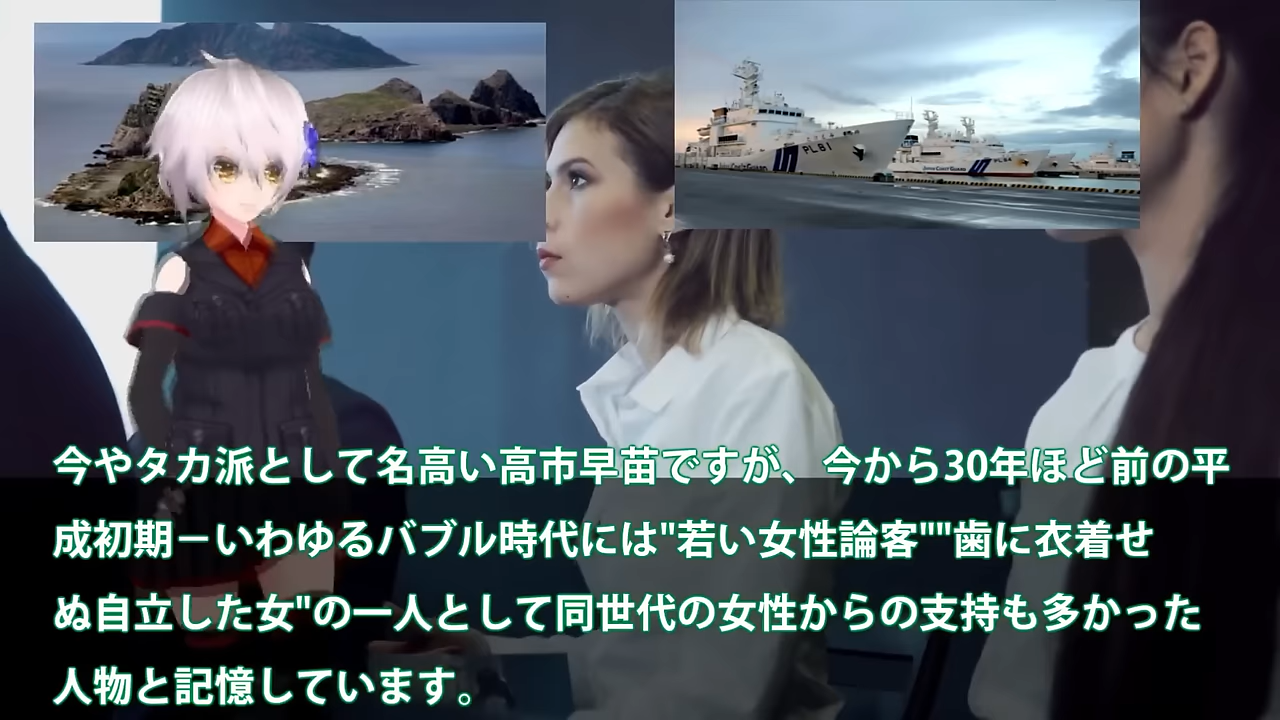 PL81
JAPAN COAST GUARD
今やタカ派として名高い高市早苗ですが、今から30年ほど前の平
成初期－いわゆるバブル時代には"若い女性論客""歯に衣着せ
ぬ自立した女"の一人として同世代の女性からの支持も多かった
人物と記憶しています。